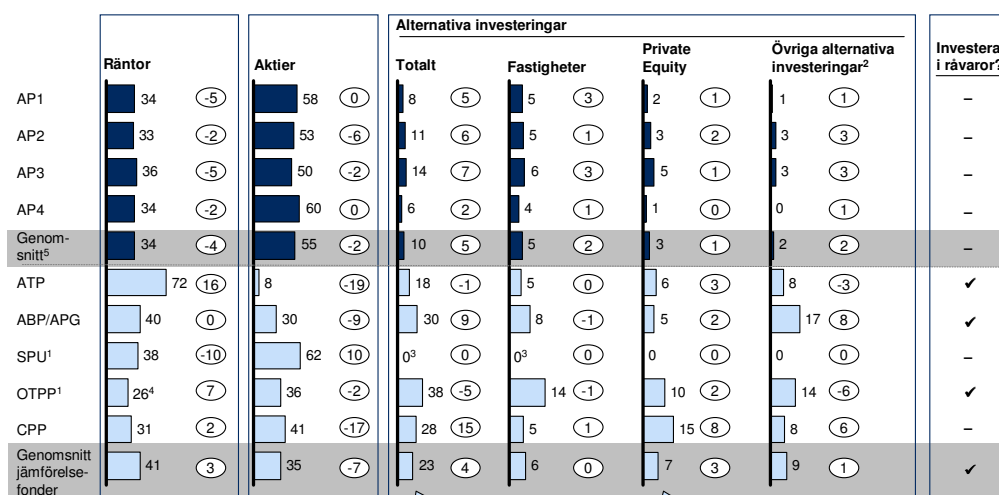 Alternativa investeringar
Räntor Aktier Totalt Fastigheter Private Equity Övriga alternativa investeringar² Investera i råvaror?
AP1 34 -5 58 0 8 5 5 3 2 1 1 1 –
AP2 33 -2 53 -6 11 6 5 1 3 2 3 3 –
AP3 36 -5 50 -2 14 7 6 3 5 1 3 3 –
AP4 34 -2 60 0 6 2 4 1 1 0 0 1 –
Genom-
snitt⁵ 34 -4 55 -2 10 5 5 2 3 1 2 2 –
ATP 72 16 8 -19 18 -1 5 0 6 3 8 -3 ✔
ABP/APG 40 0 30 -9 30 9 8 -1 5 2 17 8 ✔
SPU¹ 38 -10 62 10 0³ 0 0³ 0 0 0 0 0 –
OTPP¹ 26⁴ 7 36 -2 38 -5 14 -1 10 2 14 -6 ✔
CPP 31 2 41 -17 28 15 5 1 15 8 8 6 –
Genomsnitt
jämförelse-
fonder 41 3 35 -7 23 4 6 0 7 3 9 1 ✔